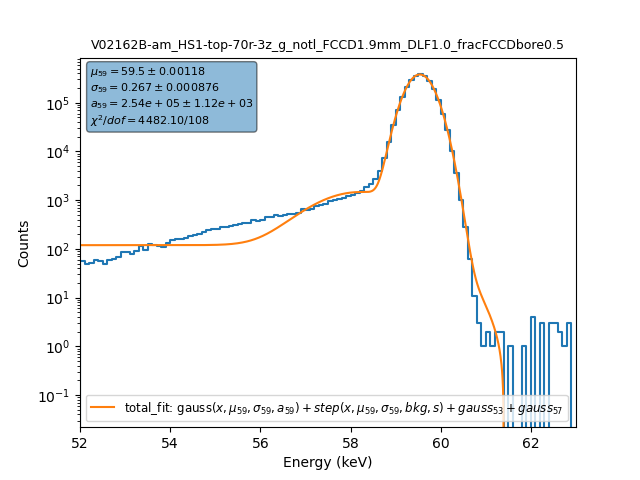 V02162B-am_HS1-top-70r-3z_g_notl_FCCD1.9mm_DLF1.0_fracFCCDbore0.5
μ₅₉ = 59.5 ± 0.00118
σ₅₉ = 0.267 ± 0.000876
a₅₉ = 2.54e + 05 ± 1.12e + 03
χ²/dof = 4482.10/108
Counts
10⁵
10⁴
10³
10²
10¹
10⁰
10⁻¹
total_fit: gauss(x, μ₅₉, σ₅₉, a₅₉) + step(x, μ₅₉, σ₅₉, bkg, s) + gauss₅₃ + gauss₅₇
52 54 56 58 60 62
Energy (keV)